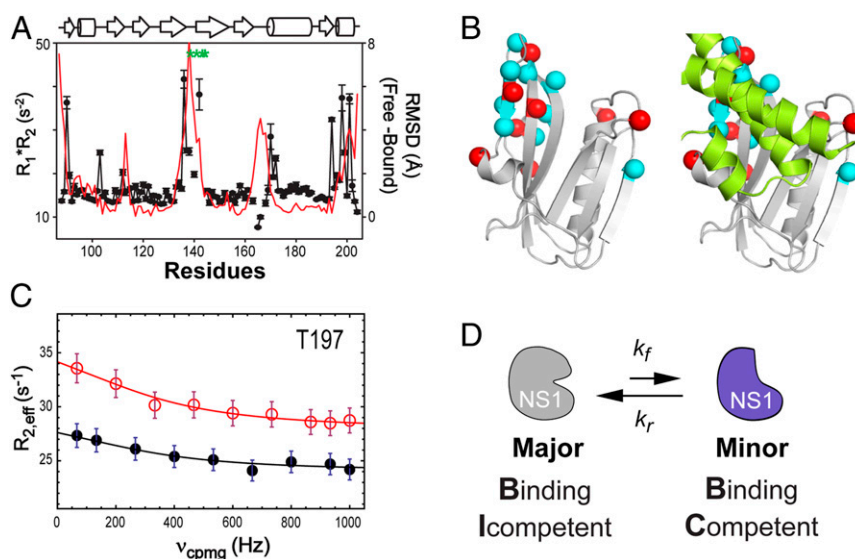 A
50
10
R₁*R₂ (s⁻²)
8
0
RMSD (Å)
(Free -Bound)
****
100 120 140 160 180 200
Residues
B
C
T197
35
31
25
R2,eff (s⁻¹)
0 200 400 600 800 1000
νcpmg (Hz)
D
kf
kr
NS1
NS1
Major
Minor
Binding
Binding
Icompetent
Competent